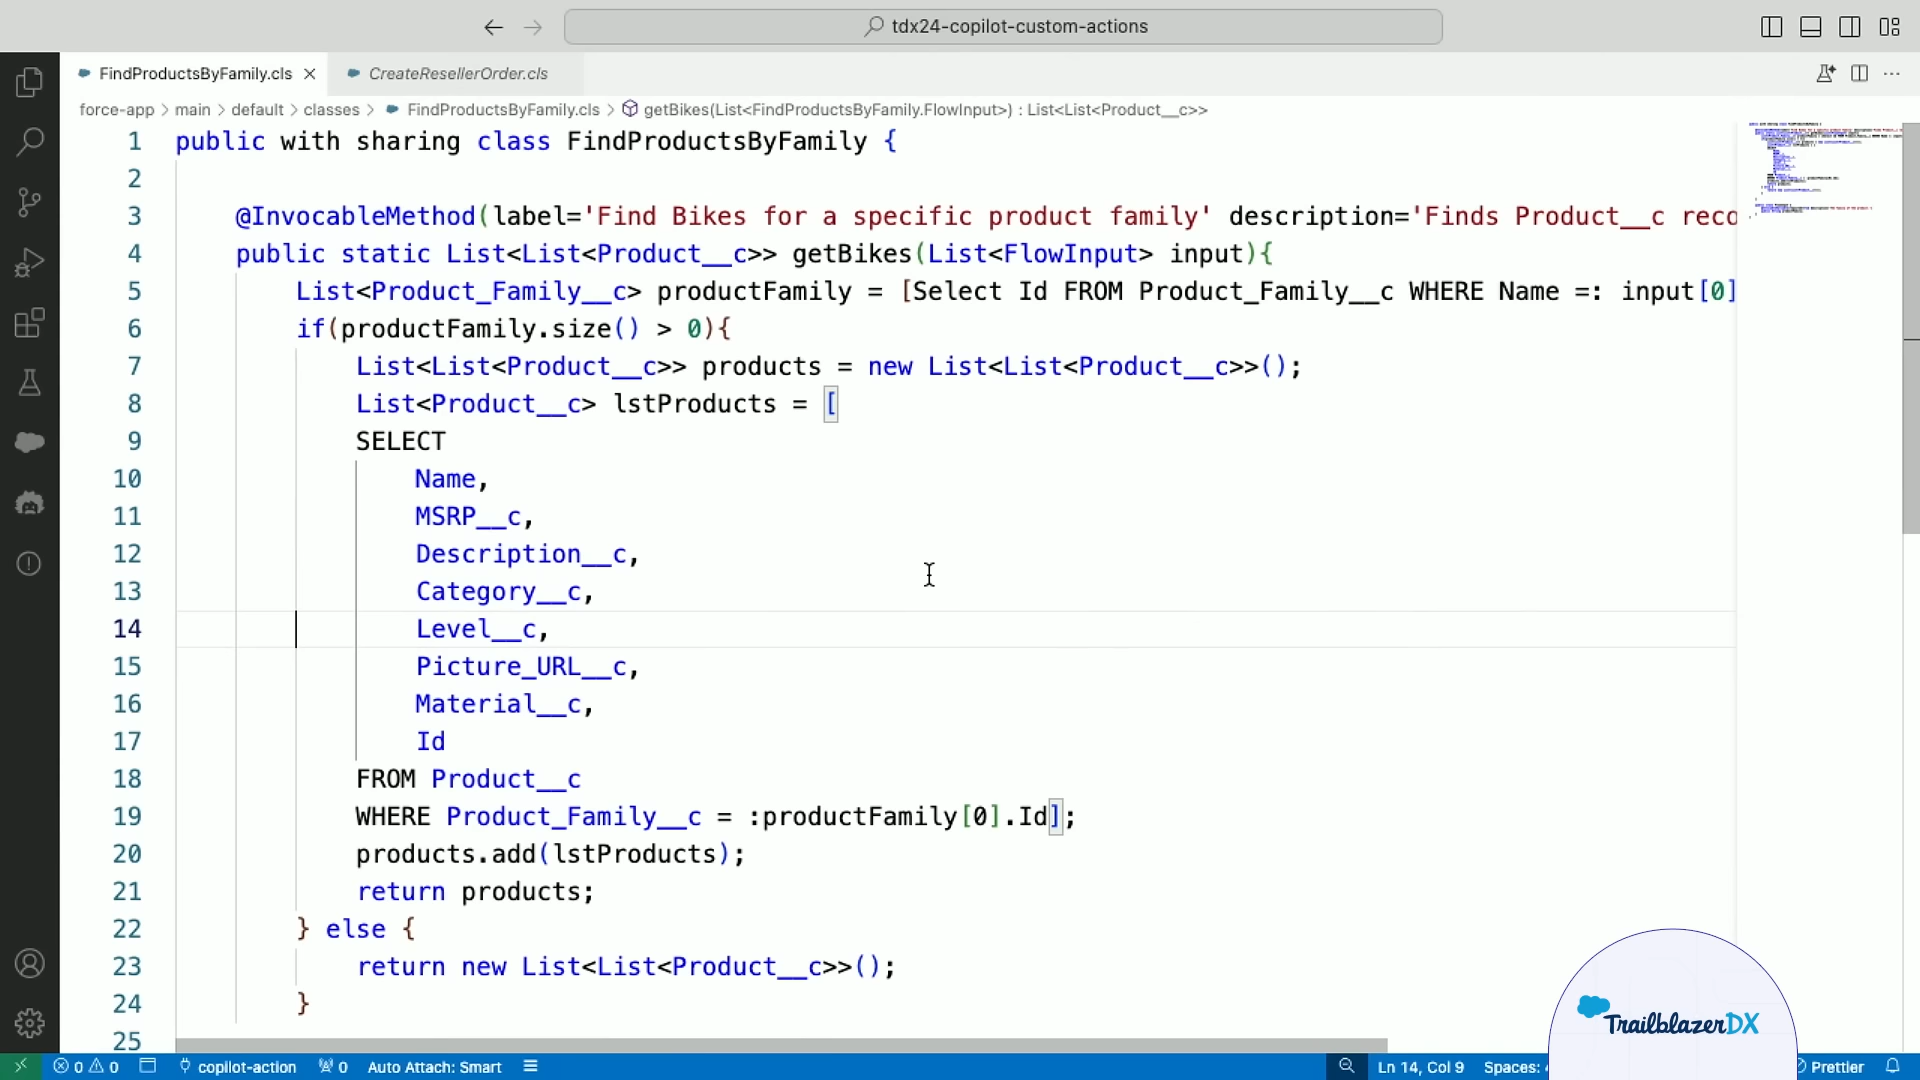 tdx24-copilot-custom-actions
FindProductsByFamily.cls
CreateResellerOrder.cls
force-app > main > default > classes > FindProductsByFamily.cls > getBikes(List<FindProductsByFamily.FlowInput>) : List<List<Product__c>>
1 public with sharing class FindProductsByFamily {
2
3 @InvocableMethod(label='Find Bikes for a specific product family' description='Finds Product__c reco
4 public static List<List<Product__c>> getBikes(List<FlowInput> input){
5 List<Product_Family__c> productFamily = [Select Id FROM Product_Family__c WHERE Name =: input[0]
6 if(productFamily.size() > 0){
7 List<List<Product__c>> products = new List<List<Product__c>>();
8 List<Product__c> lstProducts = [
9 SELECT
10 Name,
11 MSRP__c,
12 Description__c,
13 Category__c,
14 Level__c,
15 Picture_URL__c,
16 Material__c,
17 Id
18 FROM Product__c
19 WHERE Product_Family__c = :productFamily[0].Id];
20 products.add(lstProducts);
21 return products;
22 } else {
23 return new List<List<Product__c>>();
24 }
25
TrailblazerDX
0 0 copilot-action 0 Auto Attach: Smart Ln 14, Col 9 Spaces: Prettier